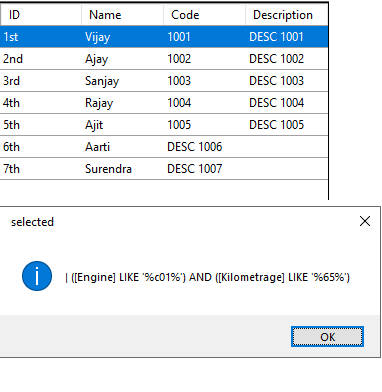 ID Name Code Description
1st Vijay 1001 DESC 1001
2nd Ajay 1002 DESC 1002
3rd Sanjay 1003 DESC 1003
4th Rajay 1004 DESC 1004
5th Ajit 1005 DESC 1005
6th Aarti DESC 1006
7th Surendra DESC 1007
selected
| ([Engine] LIKE '%c01%') AND ([Kilometrage] LIKE '%65%')
OK